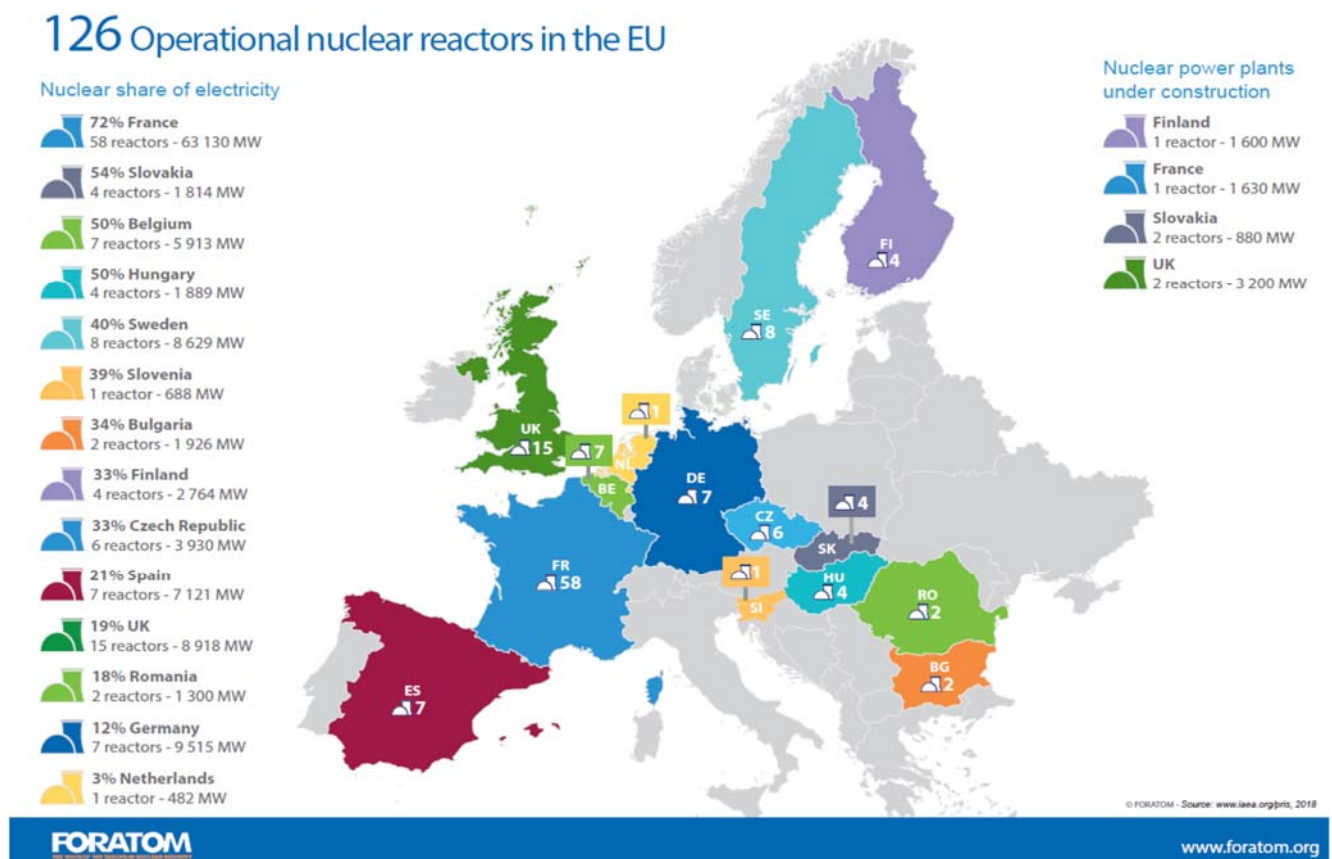 126 Operational nuclear reactors in the EU
Nuclear share of electricity
72% France
58 reactors - 63 130 MW
54% Slovakia
4 reactors - 1 814 MW
50% Belgium
7 reactors - 5 913 MW
50% Hungary
4 reactors - 1 889 MW
40% Sweden
8 reactors - 8 629 MW
39% Slovenia
1 reactor - 688 MW
34% Bulgaria
2 reactors - 1 926 MW
33% Finland
4 reactors - 2 764 MW
33% Czech Republic
6 reactors - 3 930 MW
21% Spain
7 reactors - 7 121 MW
19% UK
15 reactors - 8 918 MW
18% Romania
2 reactors - 1 300 MW
12% Germany
7 reactors - 9 515 MW
3% Netherlands
1 reactor - 482 MW
Nuclear power plants
under construction
Finland
1 reactor - 1 600 MW
France
1 reactor - 1 630 MW
Slovakia
2 reactors - 880 MW
UK
2 reactors - 3 200 MW
FI
4
SE
8
1
UK
15
7
NL
BE
DE
7
4
CZ
6
SK
FR
58
1
HU
4
SI
RO
2
BG
2
ES
7
© FORATOM - Source: www.iaea.org/pris, 2018
FORATOM
THE VOICE OF THE EUROPEAN NUCLEAR INDUSTRY
www.foratom.org